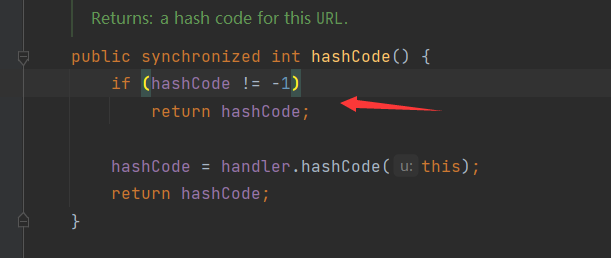 Returns: a hash code for this URL.
public synchronized int hashCode() {
if (hashCode != -1)
return hashCode;
hashCode = handler.hashCode( u: this);
return hashCode;
}